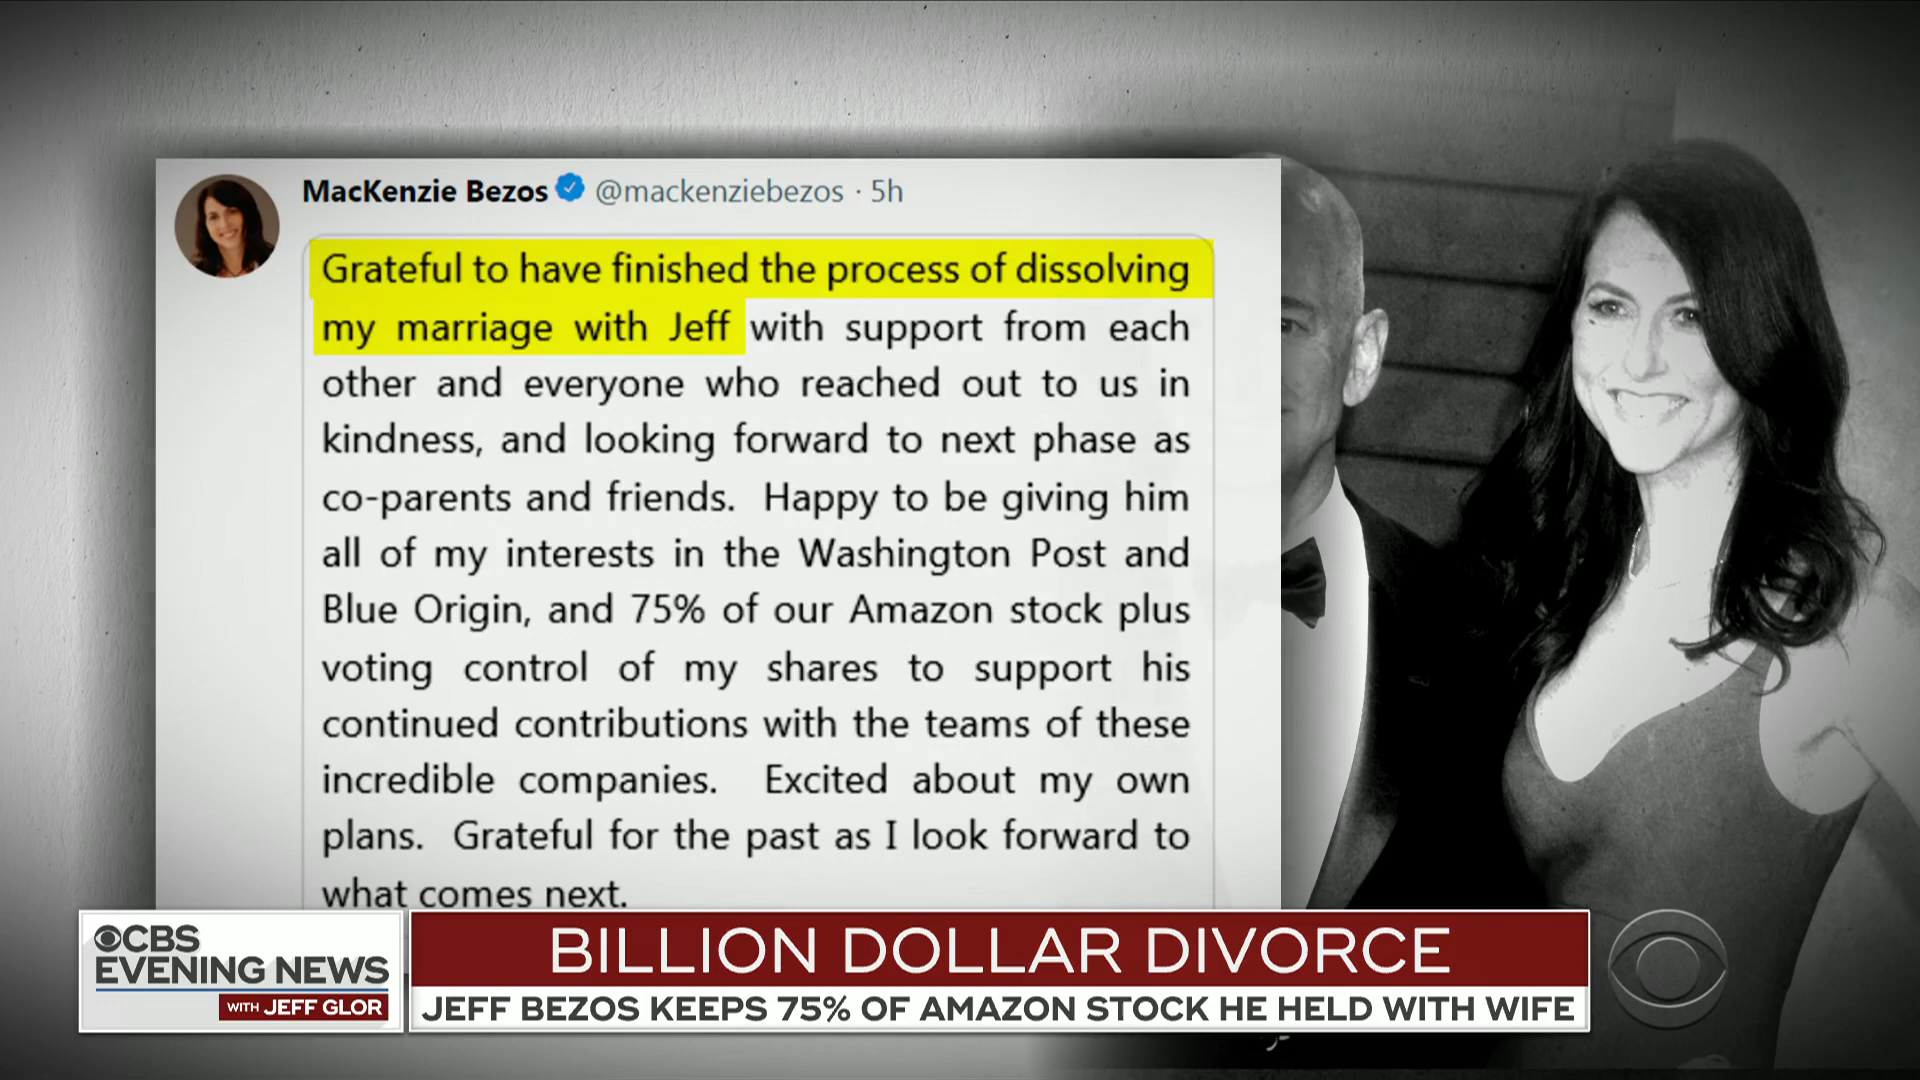 MacKenzie Bezos @mackenziebezos · 5h
Grateful to have finished the process of dissolving
my marriage with Jeff with support from each
other and everyone who reached out to us in
kindness, and looking forward to next phase as
co-parents and friends. Happy to be giving him
all of my interests in the Washington Post and
Blue Origin, and 75% of our Amazon stock plus
voting control of my shares to support his
continued contributions with the teams of these
incredible companies. Excited about my own
plans. Grateful for the past as I look forward to
what comes next.
CBS
EVENING NEWS
WITH JEFF GLOR
BILLION DOLLAR DIVORCE
JEFF BEZOS KEEPS 75% OF AMAZON STOCK HE HELD WITH WIFE